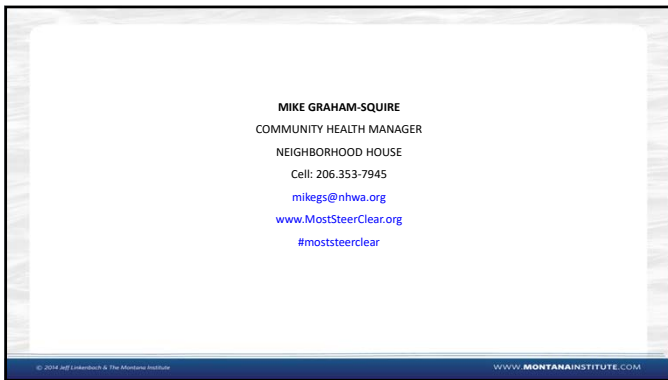 MIKE GRAHAM-SQUIRE
COMMUNITY HEALTH MANAGER
NEIGHBORHOOD HOUSE
Cell: 206.353-7945
mikegs@nhwa.org
www.MostSteerClear.org
#moststeerclear
© 2014 Jeff Linkenbach & The Montana Institute
WWW.MONTANAINSTITUTE.COM